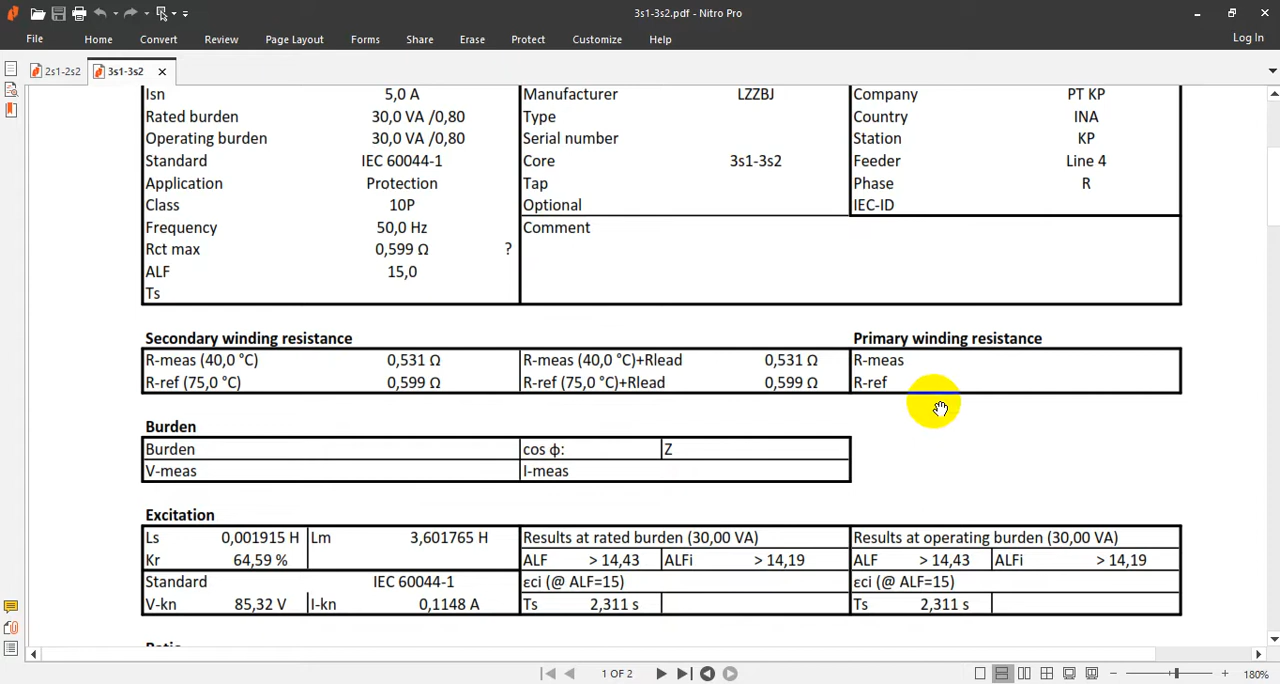 3s1-3s2.pdf - Nitro Pro
File Home Convert Review Page Layout Forms Share Erase Protect Customize Help Log In
2s1-2s2 3s1-3s2
Isn 5,0 A Manufacturer LZZBJ Company PT KP
Rated burden 30,0 VA /0,80 Type Country INA
Operating burden 30,0 VA /0,80 Serial number Station KP
Standard IEC 60044-1 Core 3s1-3s2 Feeder Line 4
Application Protection Tap Phase R
Class 10P Optional IEC-ID
Frequency 50,0 Hz Comment
Rct max 0,599 Ω ?
ALF 15,0
Ts
Secondary winding resistance Primary winding resistance
R-meas (40,0 °C) 0,531 Ω R-meas (40,0 °C)+Rlead 0,531 Ω R-meas
R-ref (75,0 °C) 0,599 Ω R-ref (75,0 °C)+Rlead 0,599 Ω R-ref
Burden
Burden cos ϕ: Z
V-meas I-meas
Excitation
Ls 0,001915 H Lm 3,601765 H Results at rated burden (30,00 VA) Results at operating burden (30,00 VA)
Kr 64,59 % ALF > 14,43 ALFi > 14,19 ALF > 14,43 ALFi > 14,19
Standard IEC 60044-1 εci (@ ALF=15) εci (@ ALF=15)
V-kn 85,32 V I-kn 0,1148 A Ts 2,311 s Ts 2,311 s
Ratio
1 OF 2 180%